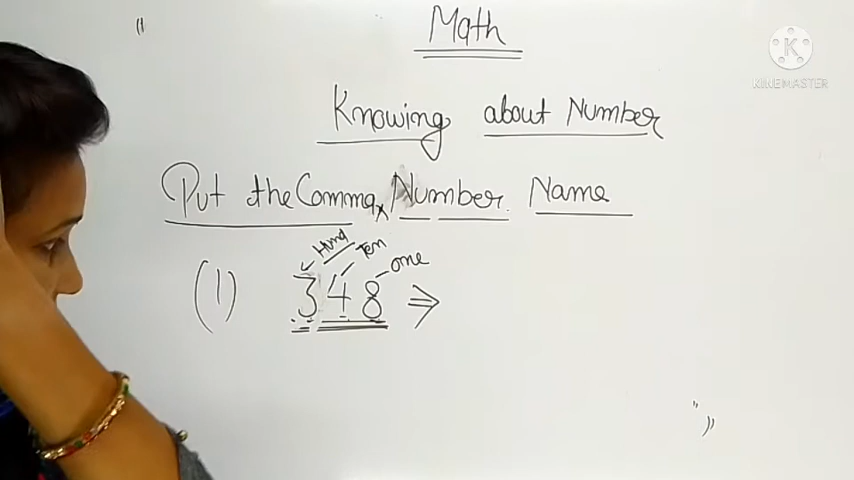 Math
K
KINEMASTER
Knowing about Number
Put the Comma, Number Name
Hund Ten one
(1) 348 ⇒